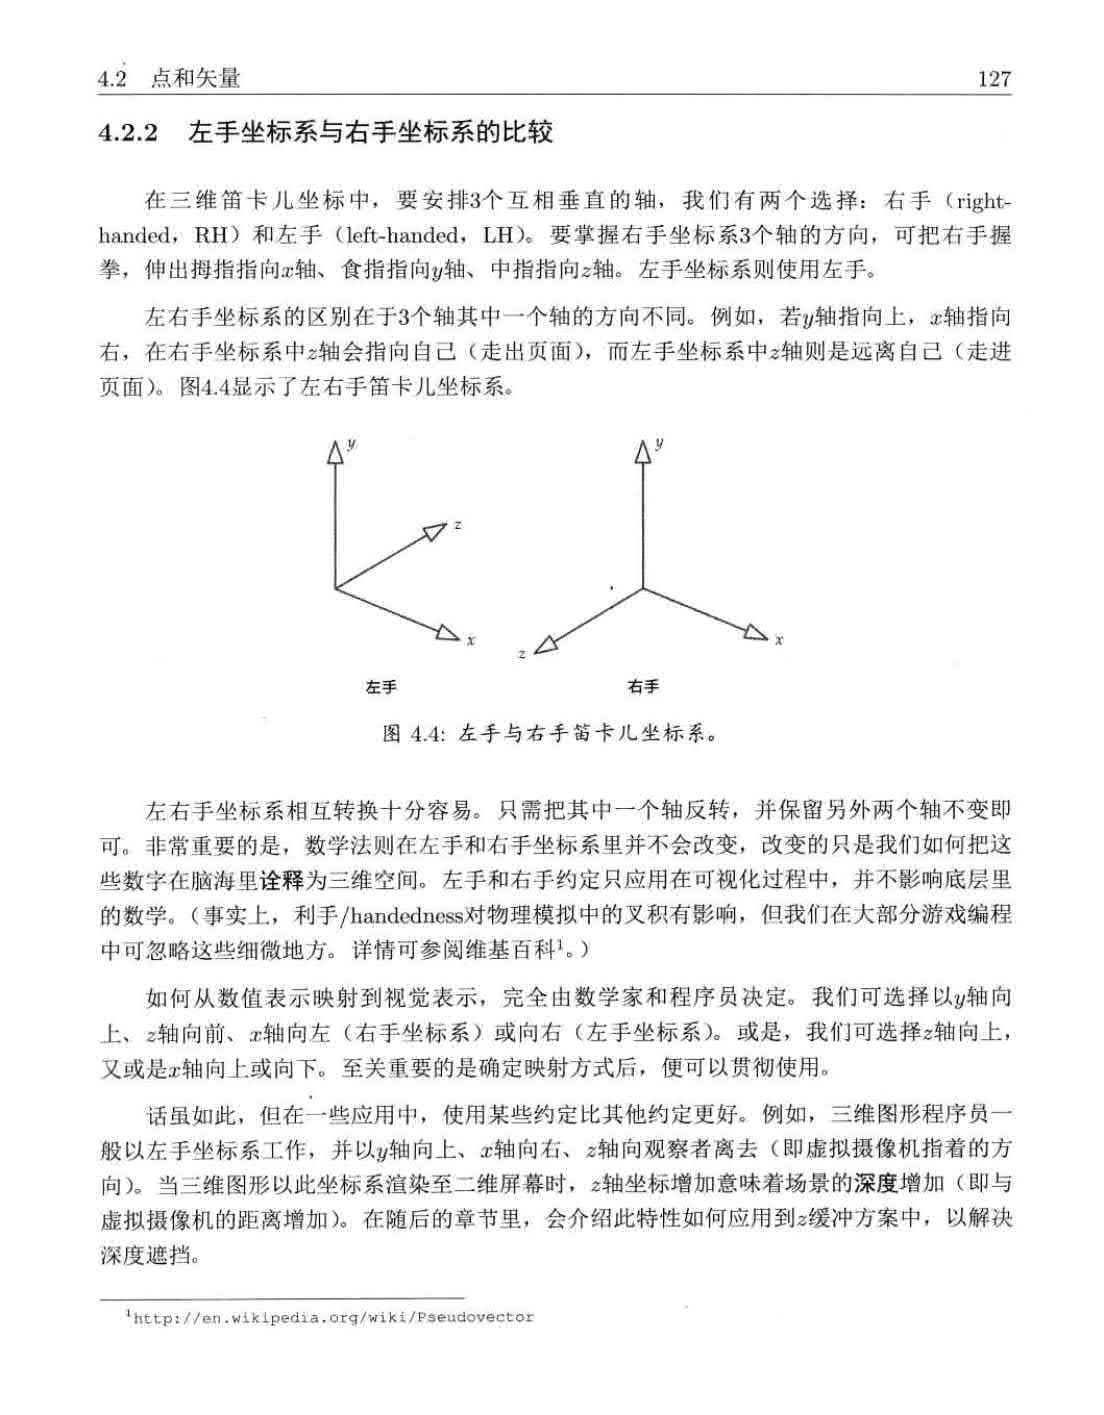 4.2 点和矢量 127
4.2.2 左手坐标系与右手坐标系的比较
在三维笛卡儿坐标中，要安排3个互相垂直的轴，我们有两个选择：右手（right-
handed，RH）和左手（left-handed，LH）。要掌握右手坐标系3个轴的方向，可把右手握
拳，伸出拇指指向x轴、食指指向y轴、中指指向z轴。左手坐标系则使用左手。
左右手坐标系的区别在于3个轴其中一个轴的方向不同。例如，若y轴指向上，x轴指向
右，在右手坐标系中z轴会指向自己（走出页面），而左手坐标系中z轴则是远离自己（走进
页面）。图4.4显示了左右手笛卡儿坐标系。
y
z
x
左手
y
z
x
右手
图 4.4: 左手与右手笛卡儿坐标系。
左右手坐标系相互转换十分容易。只需把其中一个轴反转，并保留另外两个轴不变即
可。非常重要的是，数学法则在左手和右手坐标系里并不会改变，改变的只是我们如何把这
些数字在脑海里诠释为三维空间。左手和右手约定只应用在可视化过程中，并不影响底层里
的数学。（事实上，利手/handedness对物理模拟中的叉积有影响，但我们在大部分游戏编程
中可忽略这些细微地方。详情可参阅维基百科¹。）
如何从数值表示映射到视觉表示，完全由数学家和程序员决定。我们可选择以y轴向
上、z轴向前、x轴向左（右手坐标系）或向右（左手坐标系）。或是，我们可选择z轴向上，
又或是x轴向上或向下。至关重要的是确定映射方式后，便可以贯彻使用。
话虽如此，但在一些应用中，使用某些约定比其他约定更好。例如，三维图形程序员一
般以左手坐标系工作，并以y轴向上、x轴向右、z轴向观察者离去（即虚拟摄像机指着的方
向）。当三维图形以此坐标系渲染至二维屏幕时，z轴坐标增加意味着场景的深度增加（即与
虚拟摄像机的距离增加）。在随后的章节里，会介绍此特性如何应用到z缓冲方案中，以解决
深度遮挡。
¹http://en.wikipedia.org/wiki/Pseudovector